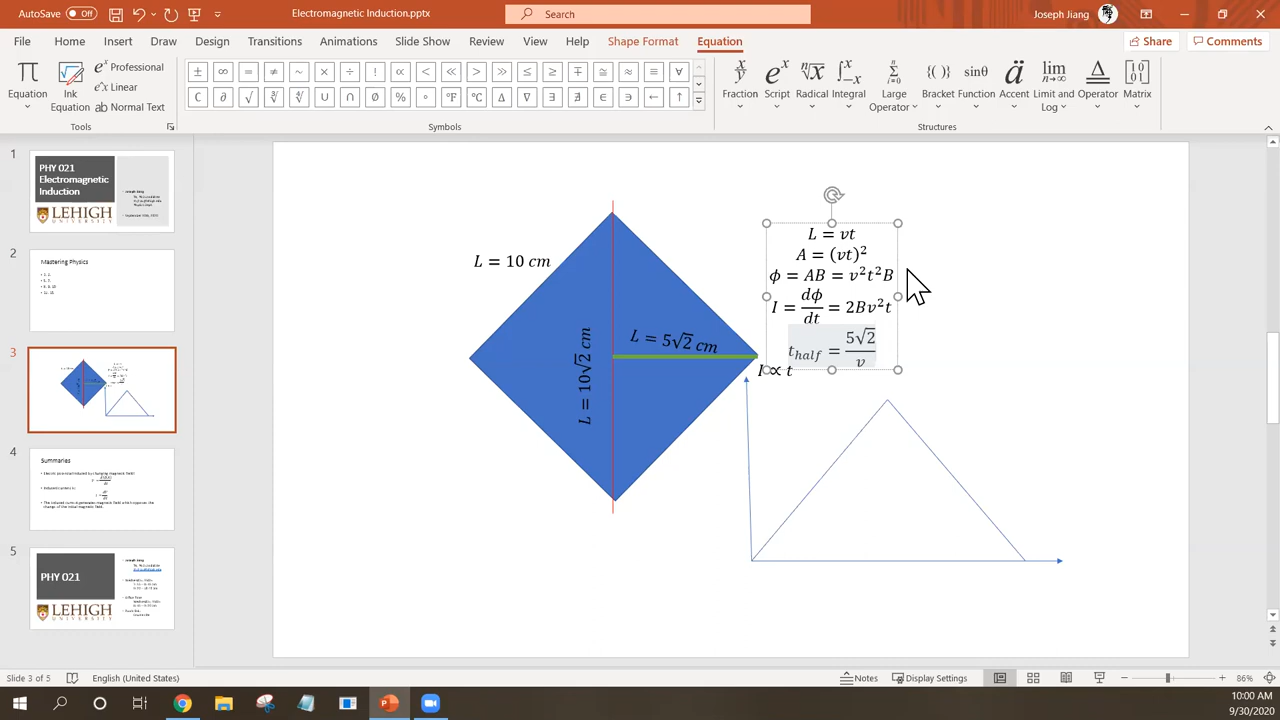 AutoSave Off
Electromagnetic Induction.pptx
Search
Joseph Jiang
File Home Insert Draw Design Transitions Animations Slide Show Review View Help Shape Format Equation
Share Comments
Equation
Ink Equation
Professional
Linear
Normal Text
Tools
± ∞ = ≠ ~ × ÷ ! ∝ < ≪ > ≫ ≤ ≥ ∓ ≅ ≈ ≡ ∀
∁ ∂ √ ∛ ∜ ∪ ∩ ∅ % ° °F °C ∆ ∇ ∃ ∄ ∈ ∋ ← ↑
Symbols
Fraction Script Radical Integral Large Operator Bracket Function Accent Limit and Log Operator Matrix
Structures
1
PHY 021
Electromagnetic
Induction
LEHIGH
UNIVERSITY
2
Mastering Physics
3
4
Summaries
5
PHY 021
LEHIGH
UNIVERSITY
L = 10 cm
L = 10√2 cm
L = 5√2 cm
L = vt
A = (vt)²
ϕ = AB = v²t²B
I = dϕ/dt = 2Bv²t
t_half = 5√2/v
I ∝ t
Slide 3 of 5
English (United States)
Notes
Display Settings
86%
10:00 AM
9/30/2020